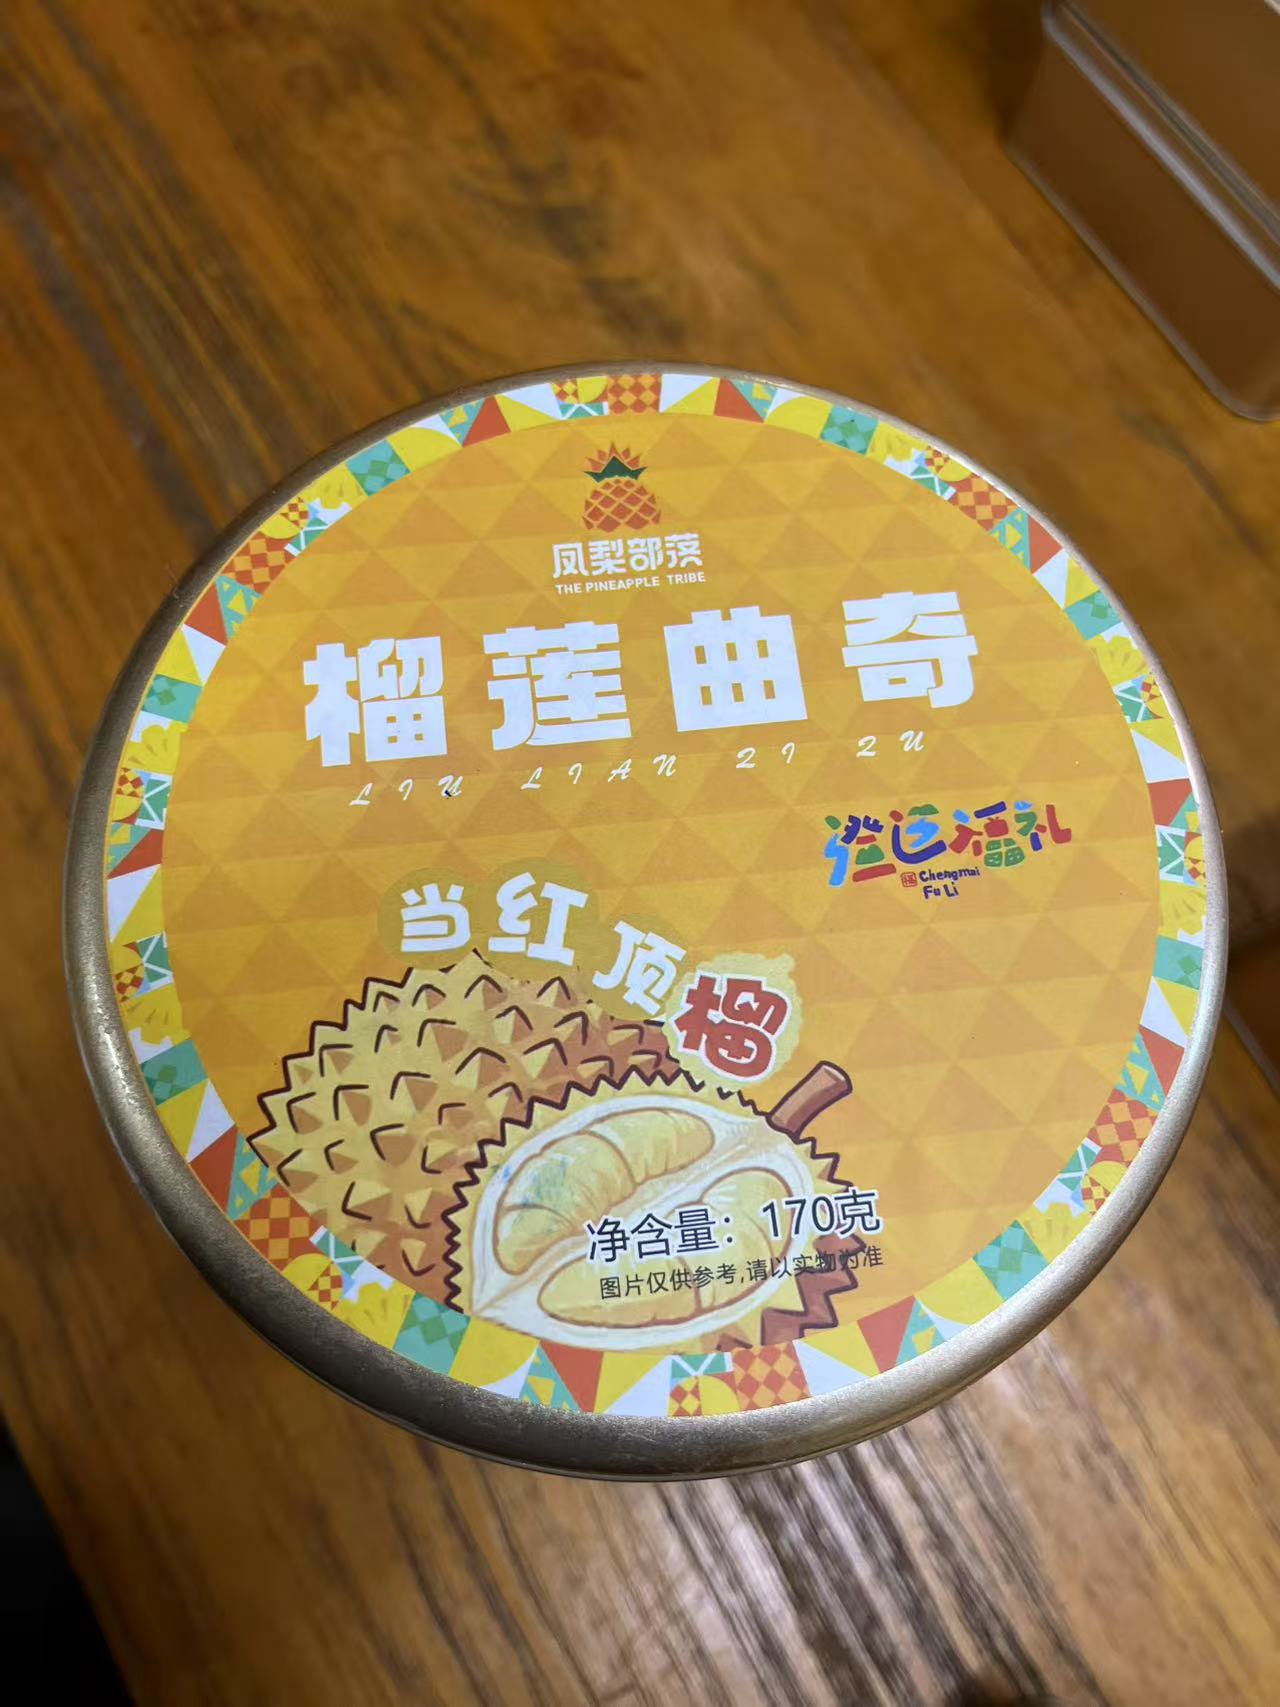 凤梨部落
THE PINEAPPLE TRIBE
榴莲曲奇
LIU LIAN QI QU
澄迈福礼
福 Chengmai
Fu Li
当红顶榴
净含量：170克
图片仅供参考,请以实物为准